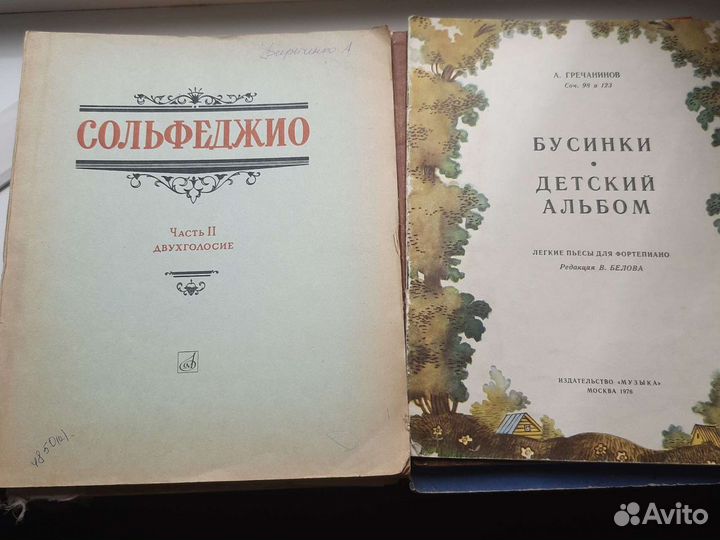 СОЛЬФЕДЖИО
ЧАСТЬ II
ДВУХГОЛОСИЕ
А. ГРЕЧАНИНОВ
Соч. 98 и 123
БУСИНКИ
•
ДЕТСКИЙ
АЛЬБОМ
ЛЕГКИЕ ПЬЕСЫ ДЛЯ ФОРТЕПИАНО
Редакция В. БЕЛОВА
ИЗДАТЕЛЬСТВО «МУЗЫКА»
МОСКВА 1976
Avito